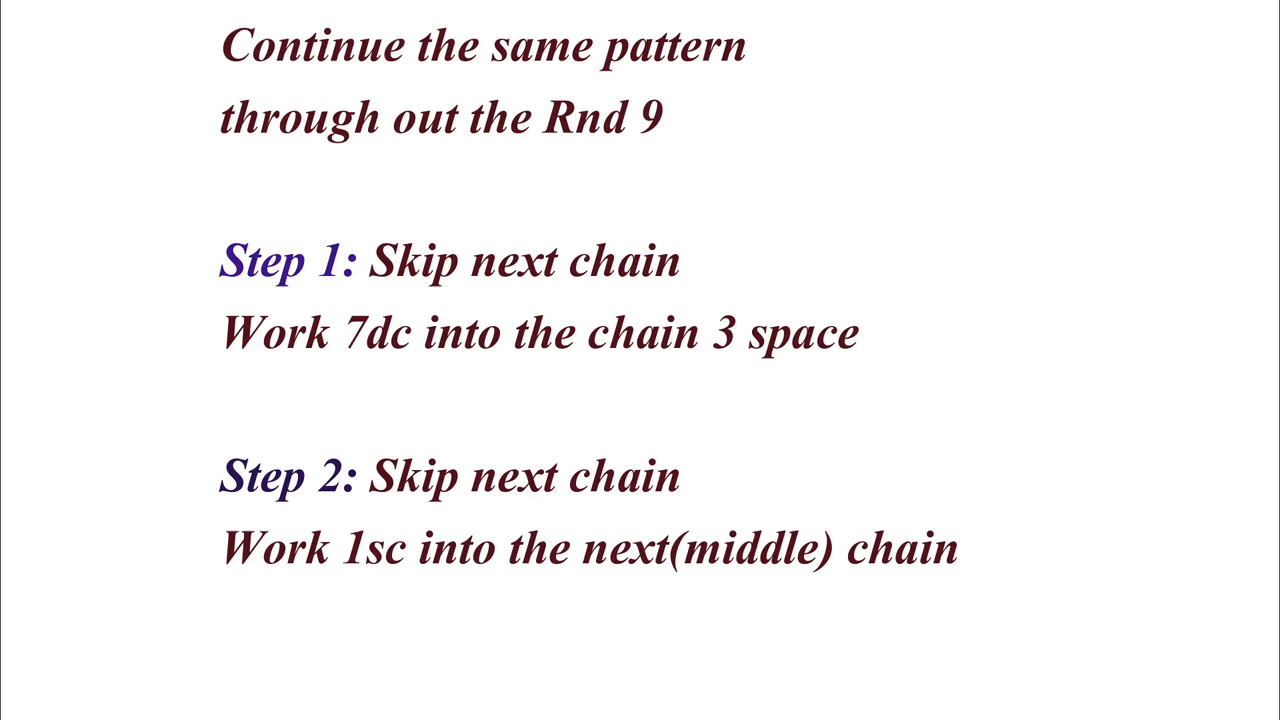 Continue the same pattern
through out the Rnd 9
Step 1: Skip next chain
Work 7dc into the chain 3 space
Step 2: Skip next chain
Work 1sc into the next(middle) chain